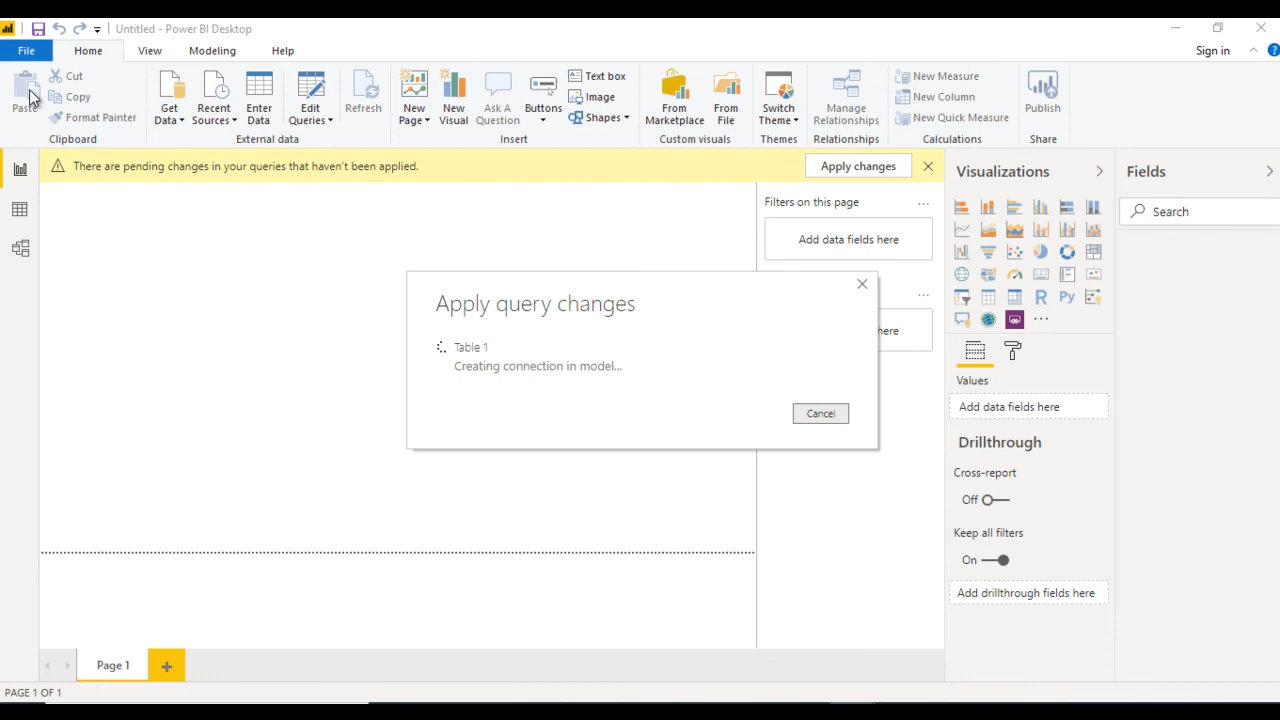 Untitled - Power BI Desktop
File Home View Modeling Help Sign in
Paste
Cut
Copy
Format Painter
Clipboard
Get Data
Recent Sources
Enter Data
Edit Queries
Refresh
External data
New Page
New Visual
Ask A Question
Buttons
Text box
Image
Shapes
Insert
From Marketplace
From File
Custom visuals
Switch Theme
Themes
Manage Relationships
Relationships
New Measure
New Column
New Quick Measure
Calculations
Publish
Share
There are pending changes in your queries that haven't been applied. Apply changes
Filters on this page
Add data fields here
here
Apply query changes
Table 1
Creating connection in model...
Cancel
Visualizations
R Py
Values
Add data fields here
Drillthrough
Cross-report
Off
Keep all filters
On
Add drillthrough fields here
Fields
Search
Page 1
PAGE 1 OF 1